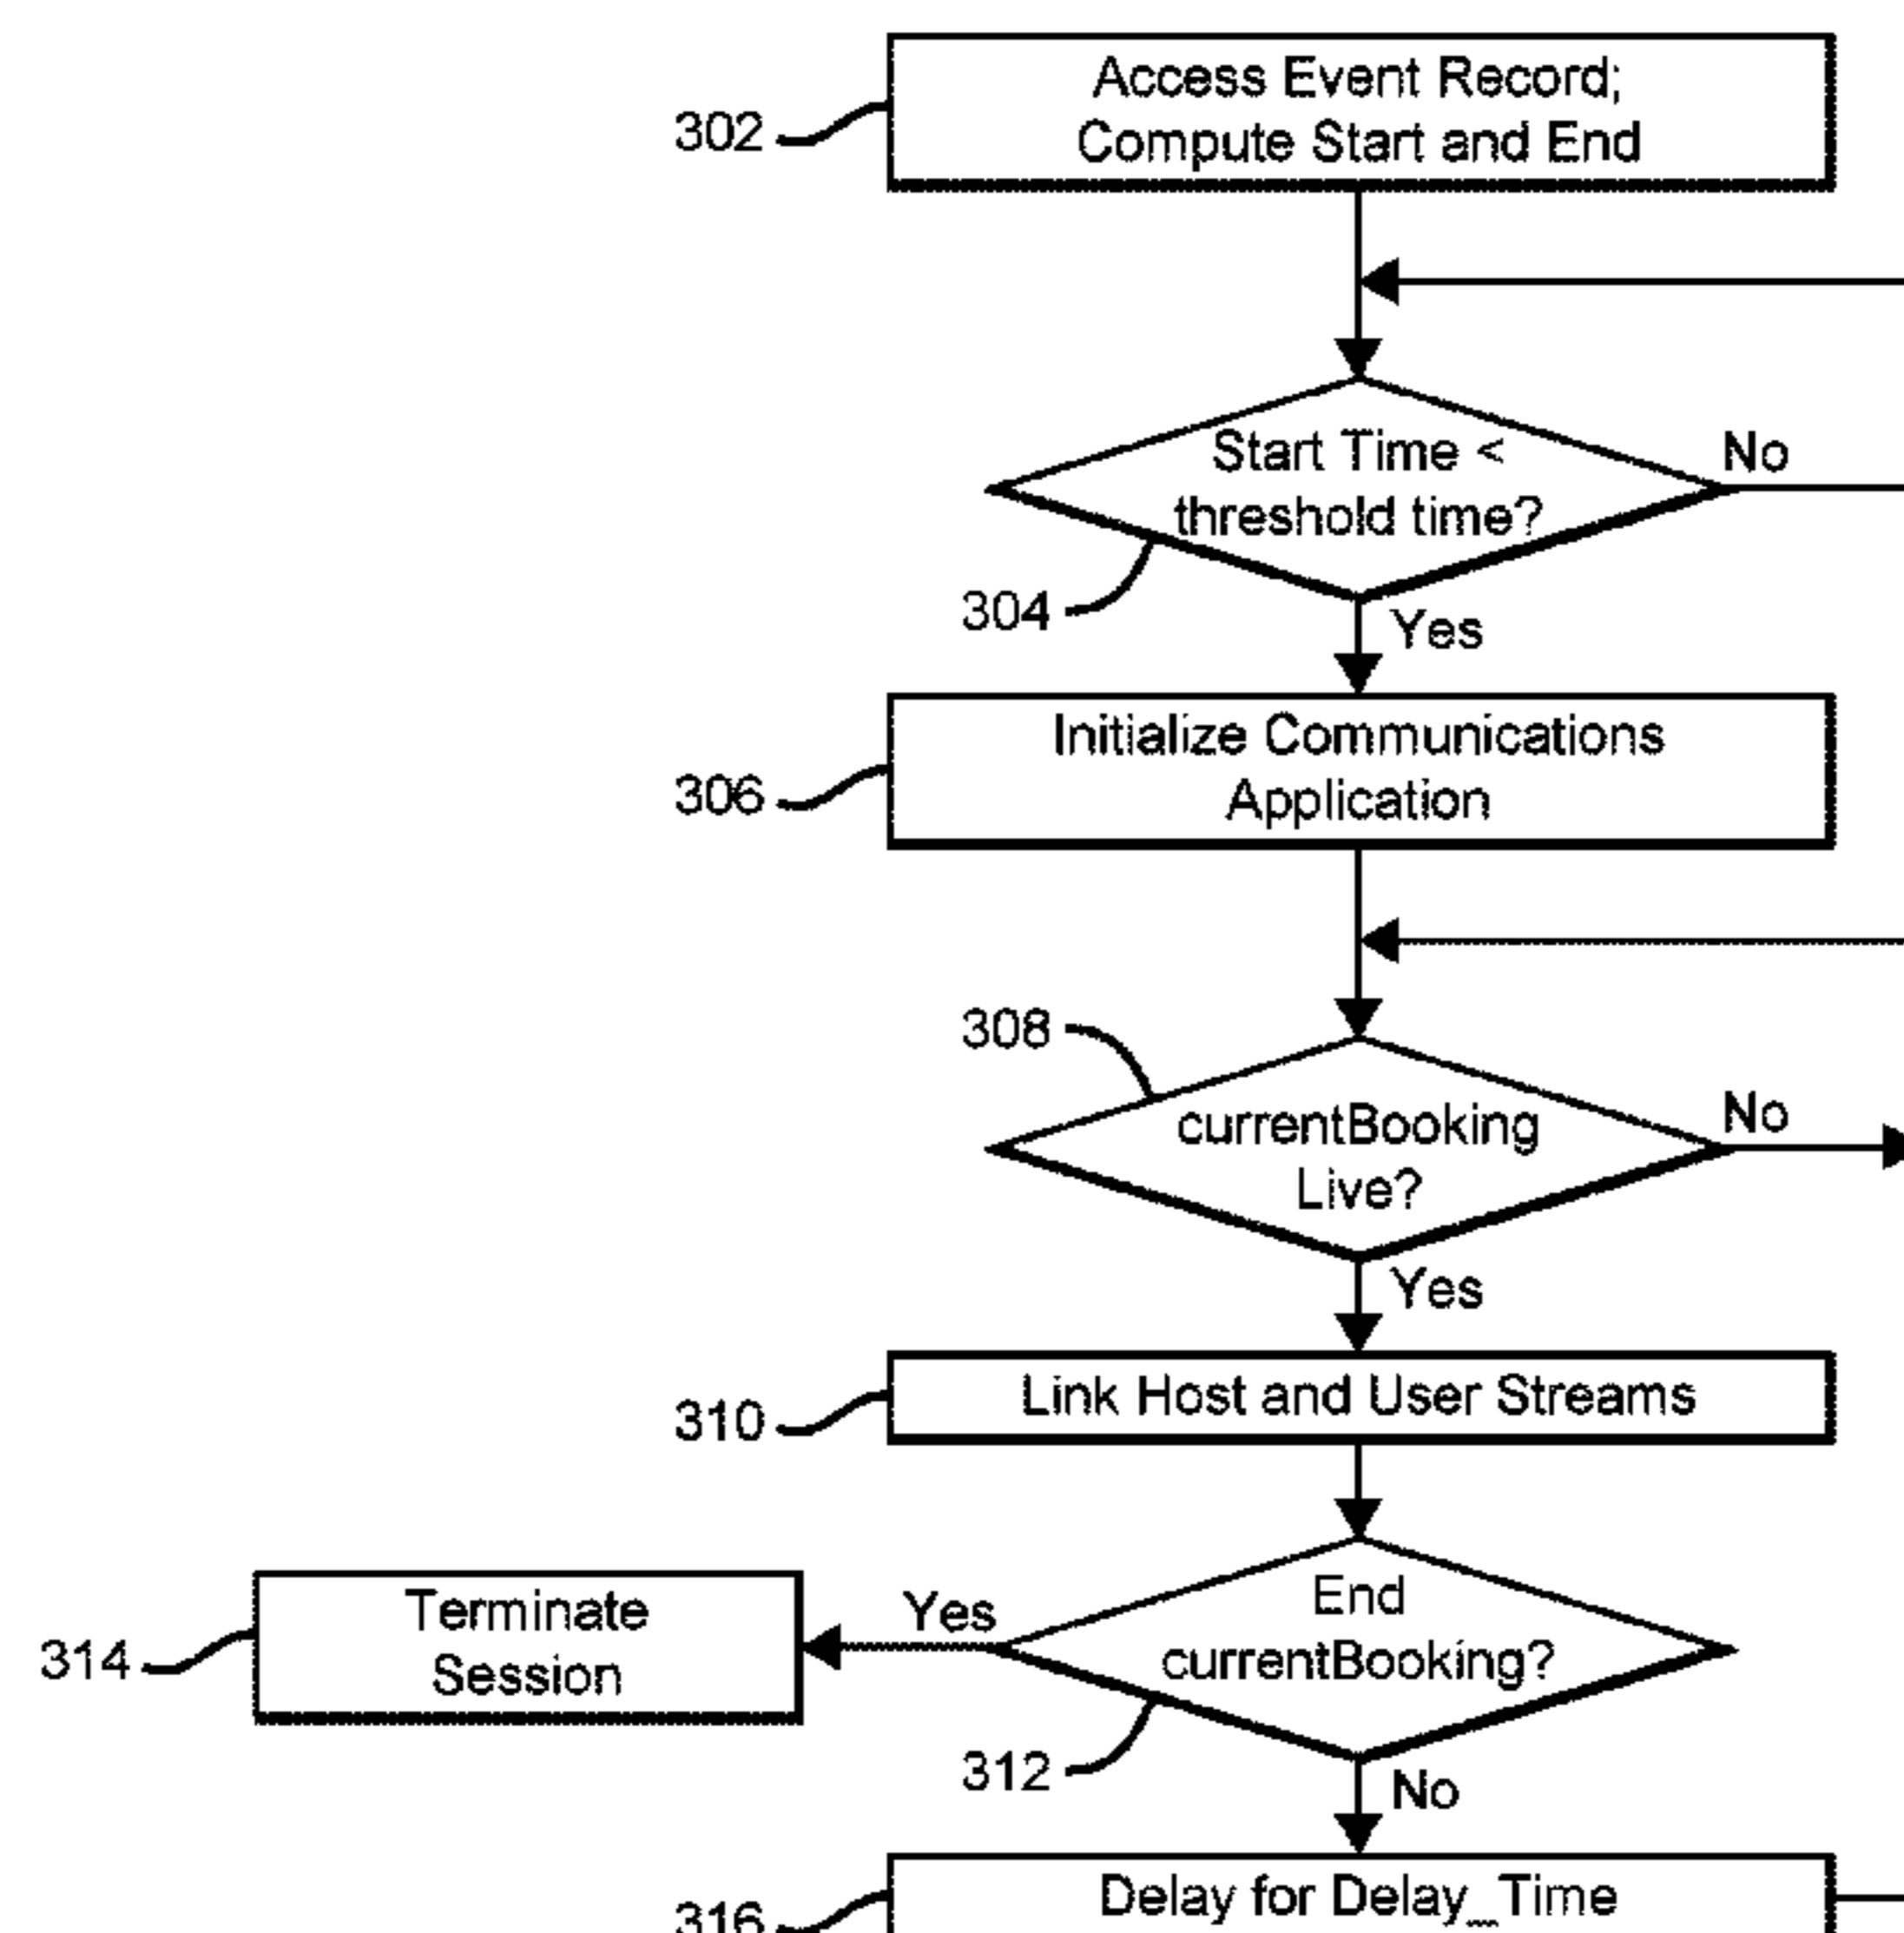 Access Event Record;
Compute Start and End
302
Start Time <
threshold time?
No
304
Yes
Initialize Communications
Application
306
308
currentBooking
Live?
No
Yes
Link Host and User Streams
310
End
currentBooking?
Yes
Terminate
Session
314
312
No
Delay for Delay_Time
316